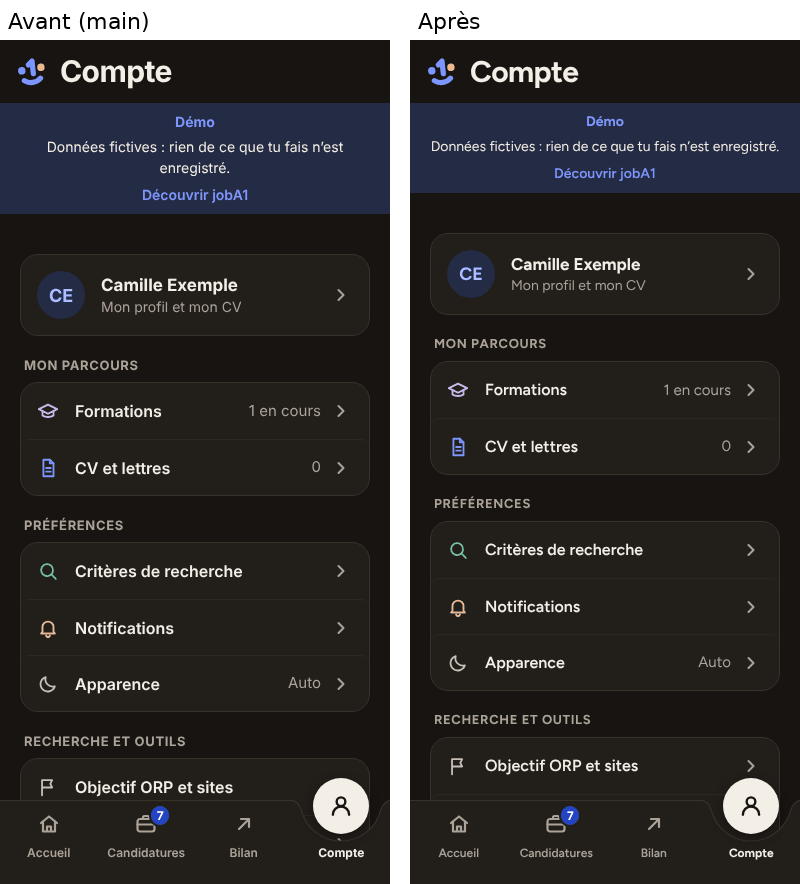 Avant (main)
Compte
Démo
Données fictives : rien de ce que tu fais n’est
enregistré.
Découvrir jobA1
CE
Camille Exemple
Mon profil et mon CV
MON PARCOURS
Formations
1 en cours
CV et lettres
0
PRÉFÉRENCES
Critères de recherche
Notifications
Apparence
Auto
RECHERCHE ET OUTILS
Objectif ORP et sites
7
Accueil
Candidatures
Bilan
Compte
Après
Compte
Démo
Données fictives : rien de ce que tu fais n’est enregistré.
Découvrir jobA1
CE
Camille Exemple
Mon profil et mon CV
MON PARCOURS
Formations
1 en cours
CV et lettres
0
PRÉFÉRENCES
Critères de recherche
Notifications
Apparence
Auto
RECHERCHE ET OUTILS
Objectif ORP et sites
7
Accueil
Candidatures
Bilan
Compte